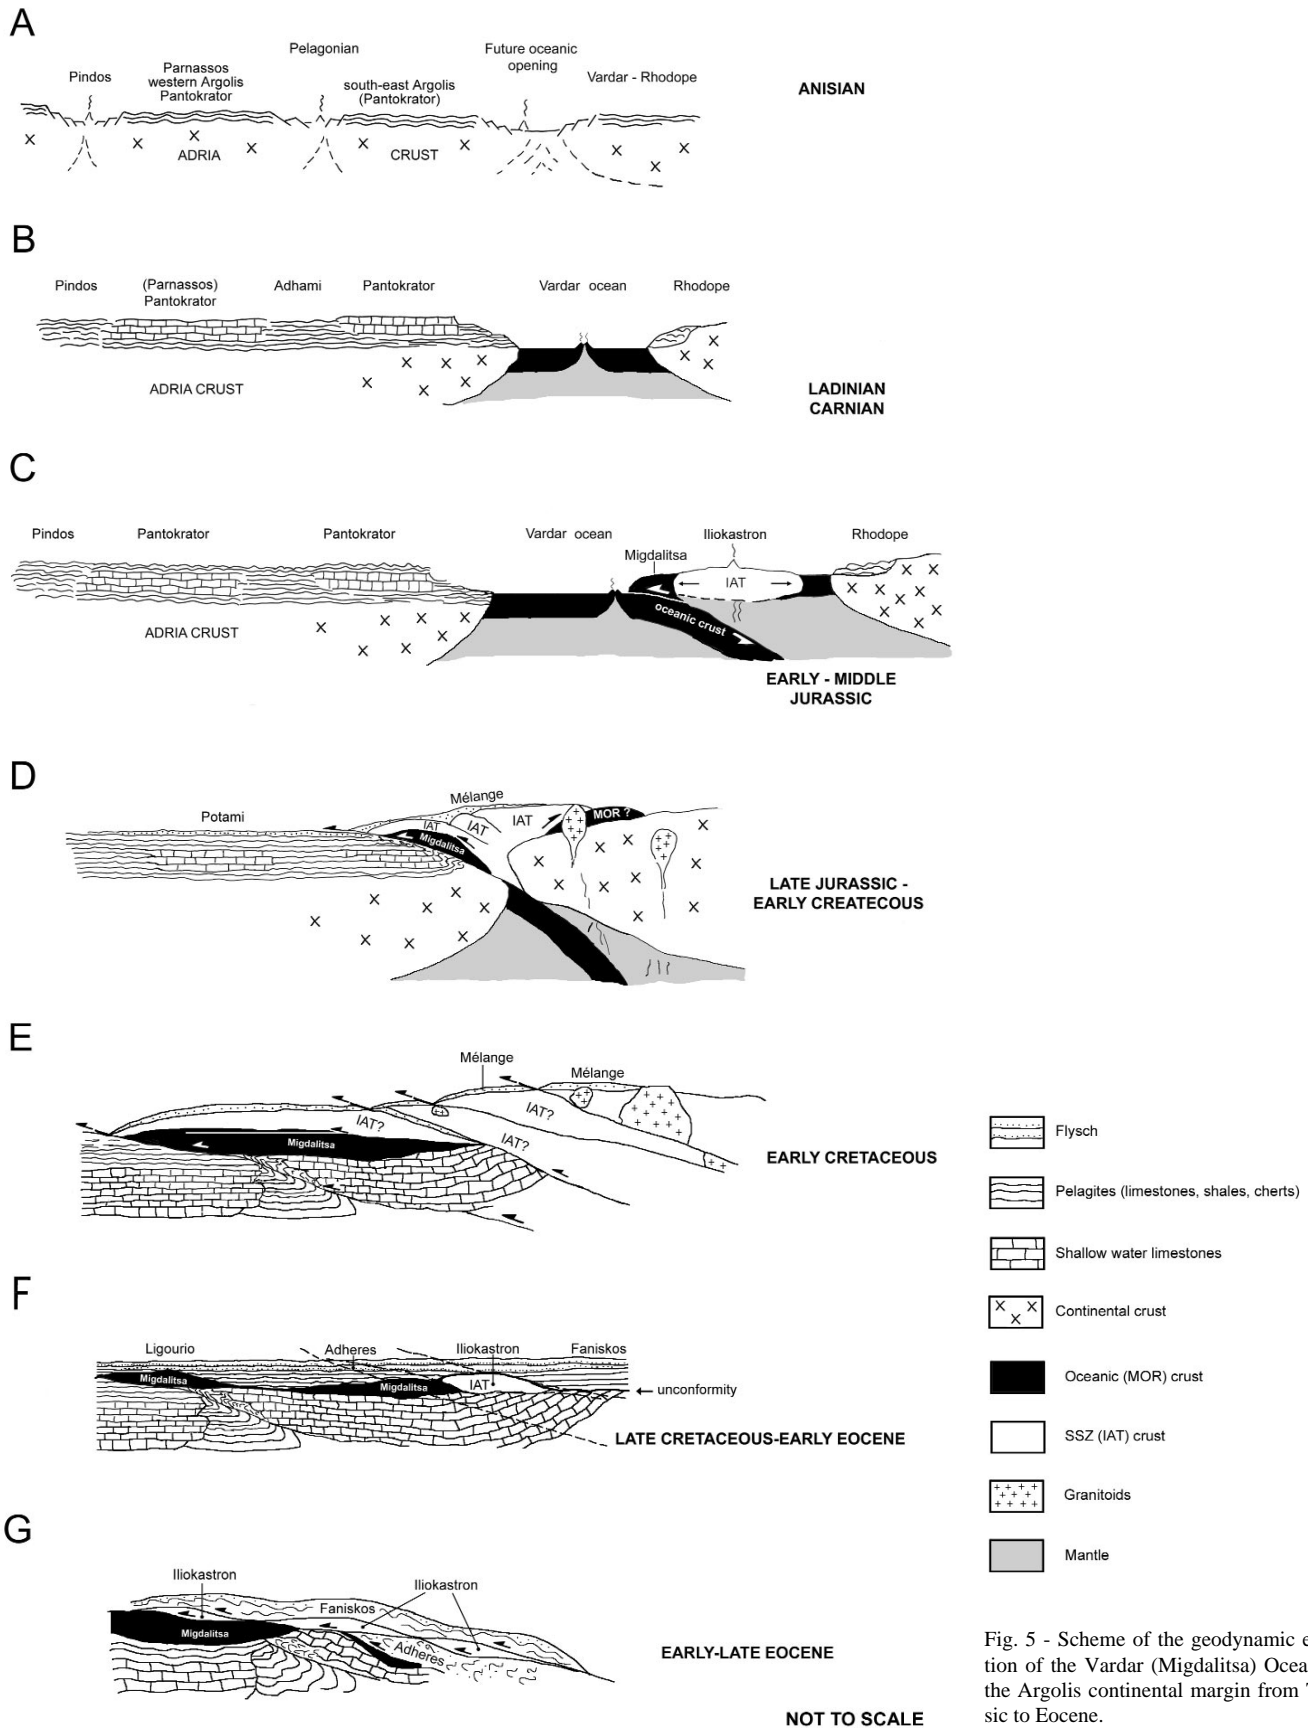 A
Pindos
Parnassos
western Argolis
Pantokrator
Pelagonian
south-east Argolis
(Pantokrator)
Future oceanic
opening
Vardar - Rhodope
ANISIAN
ADRIA
CRUST
B
Pindos
(Parnassos)
Pantokrator
Adhami
Pantokrator
Vardar ocean
Rhodope
ADRIA CRUST
LADINIAN
CARNIAN
C
Pindos
Pantokrator
Pantokrator
Vardar ocean
Migdalitsa
Iliokastron
Rhodope
IAT
oceanic crust
ADRIA CRUST
EARLY - MIDDLE
JURASSIC
D
Potami
Mélange
IAT
IAT
IAT
MOR ?
Migdalitsa
LATE JURASSIC -
EARLY CREATECOUS
E
Mélange
Mélange
IAT?
IAT?
IAT?
Migdalitsa
EARLY CRETACEOUS
F
Ligourio
Adheres
Iliokastron
Faniskos
Migdalitsa
Migdalitsa
IAT
unconformity
LATE CRETACEOUS-EARLY EOCENE
G
Iliokastron
Iliokastron
Faniskos
Migdalitsa
Adheres
EARLY-LATE EOCENE
NOT TO SCALE
Flysch
Pelagites (limestones, shales, cherts)
Shallow water limestones
Continental crust
Oceanic (MOR) crust
SSZ (IAT) crust
Granitoids
Mantle
Fig. 5 - Scheme of the geodynamic
tion of the Vardar (Migdalitsa)
the Argolis continental margin from
sic to Eocene.